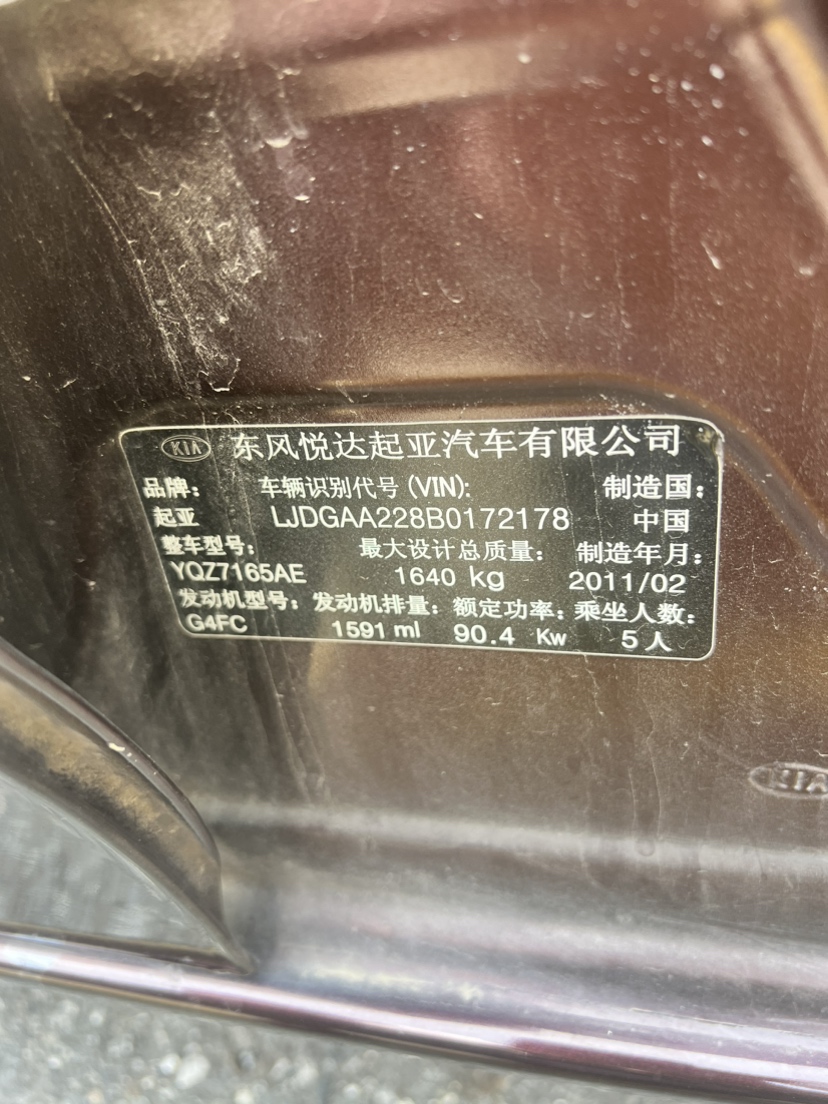 KIA 东风悦达起亚汽车有限公司
品牌: 车辆识别代号 (VIN): 制造国:
起亚 LJDGAA228B0172178 中国
整车型号: 最大设计总质量: 制造年月:
YQZ7165AE 1640 kg 2011/02
发动机型号: 发动机排量: 额定功率: 乘坐人数:
G4FC 1591 ml 90.4 Kw 5 人
KIA